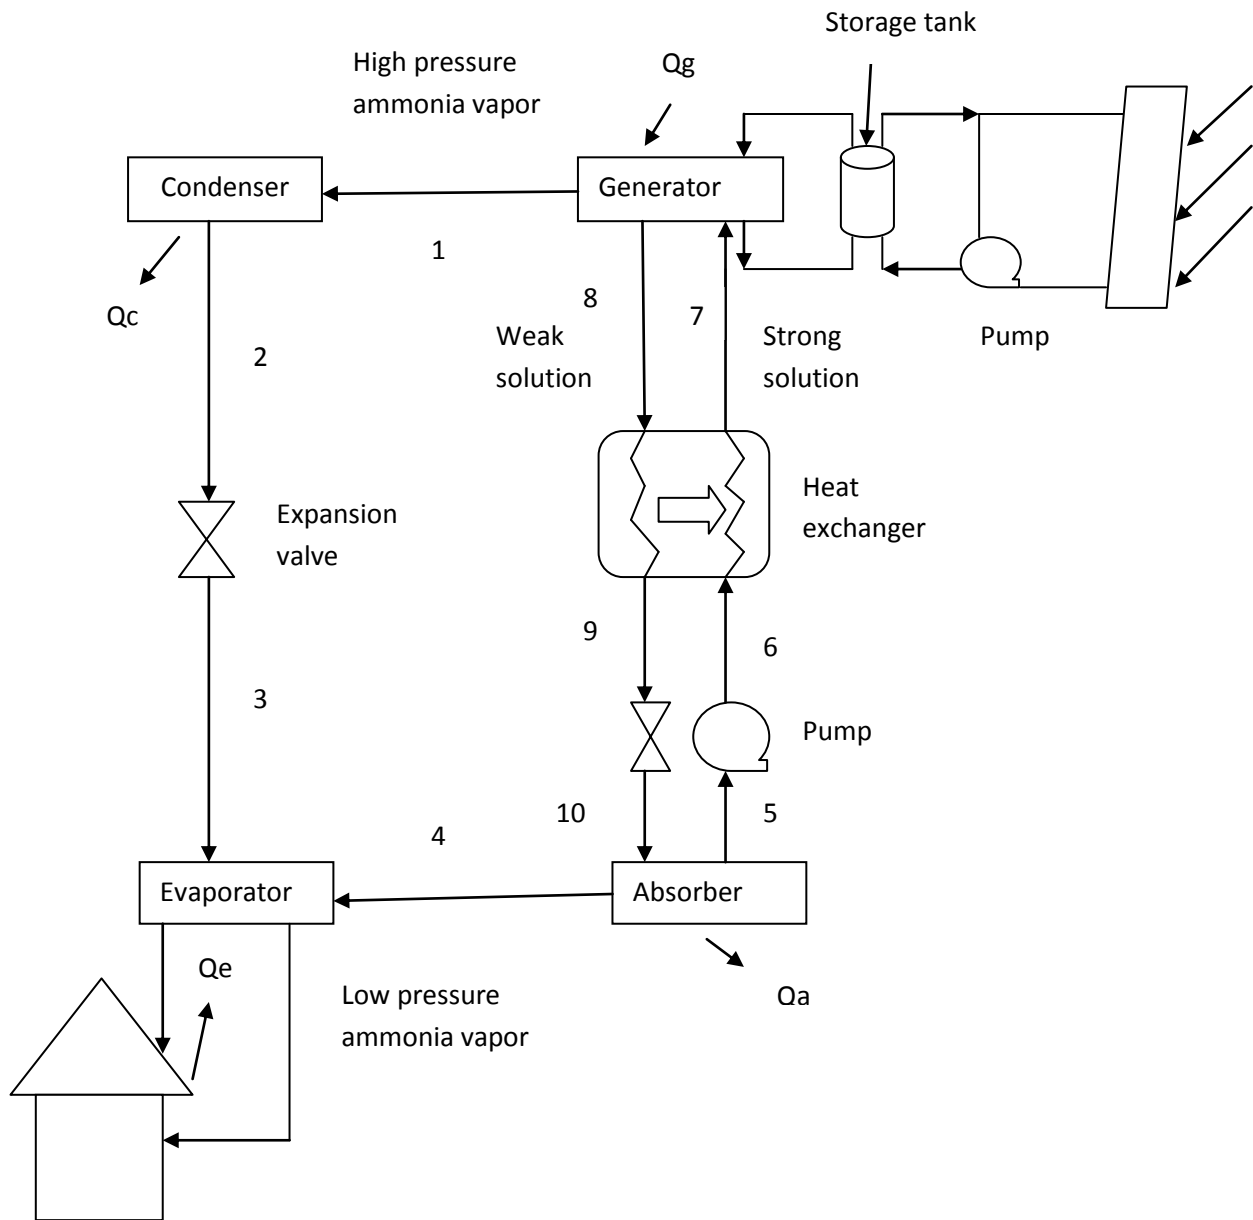 Storage tank
High pressure
ammonia vapor
Qg
Condenser
Generator
1
Qc
8
7
2
Weak
solution
Strong
solution
Pump
Expansion
valve
Heat
exchanger
9
6
3
Pump
10
5
4
Evaporator
Absorber
Qe
Low pressure
ammonia vapor
Qa